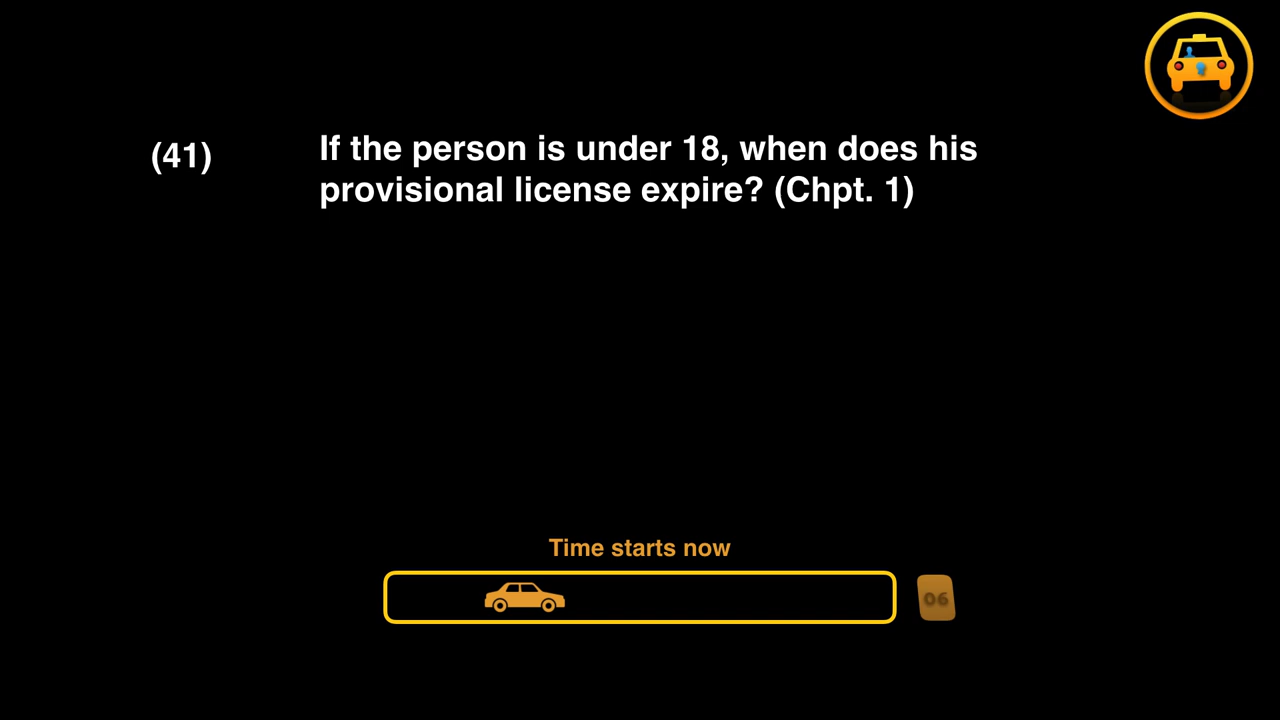 (41)
If the person is under 18, when does his
provisional license expire? (Chpt. 1)
Time starts now
06